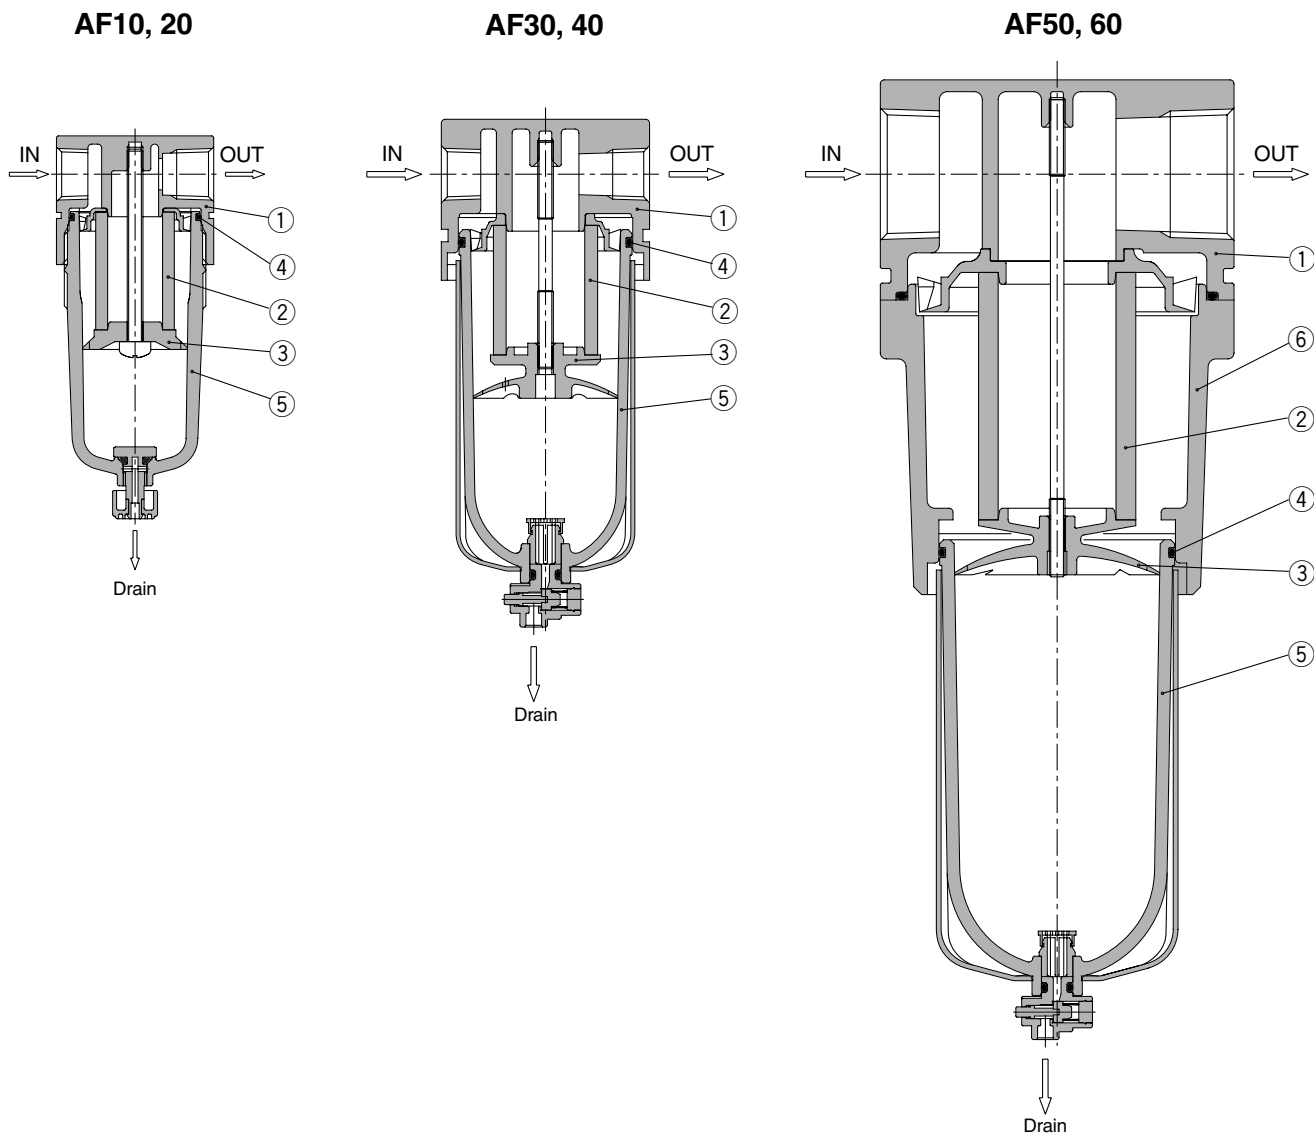 AF10, 20
IN
OUT
①
④
②
③
⑤
Drain
AF30, 40
IN
OUT
①
④
②
③
⑤
Drain
AF50, 60
IN
OUT
①
⑥
②
④
③
⑤
Drain